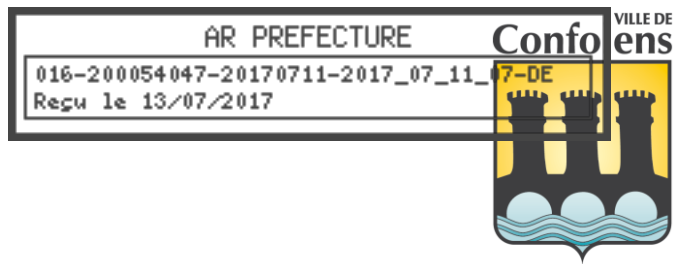 AR PREFECTURE
016-200054047-20170711-2017_07_11_07-DE
Reçu le 13/07/2017
VILLE DE
Confolens